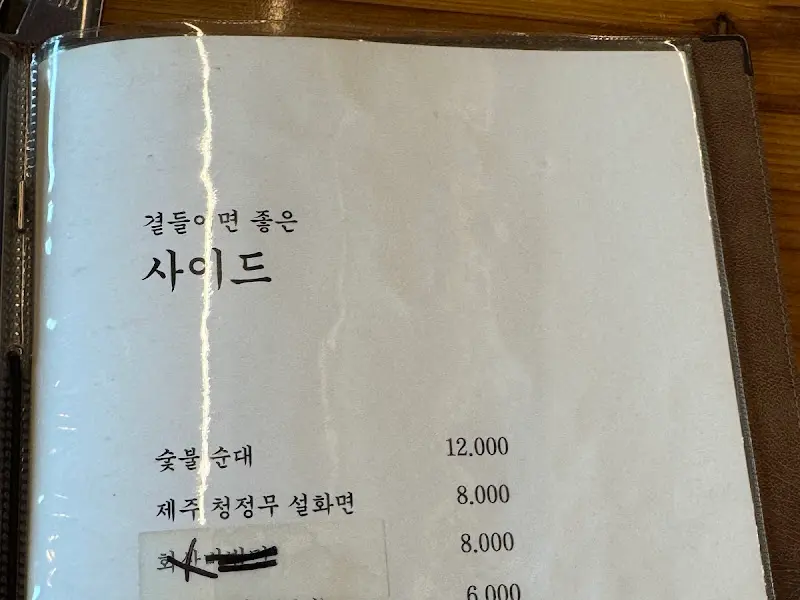 곁들이면 좋은
사이드
숯불 순대 12.000
제주 청정무 설화면 8.000
8.000
6.000